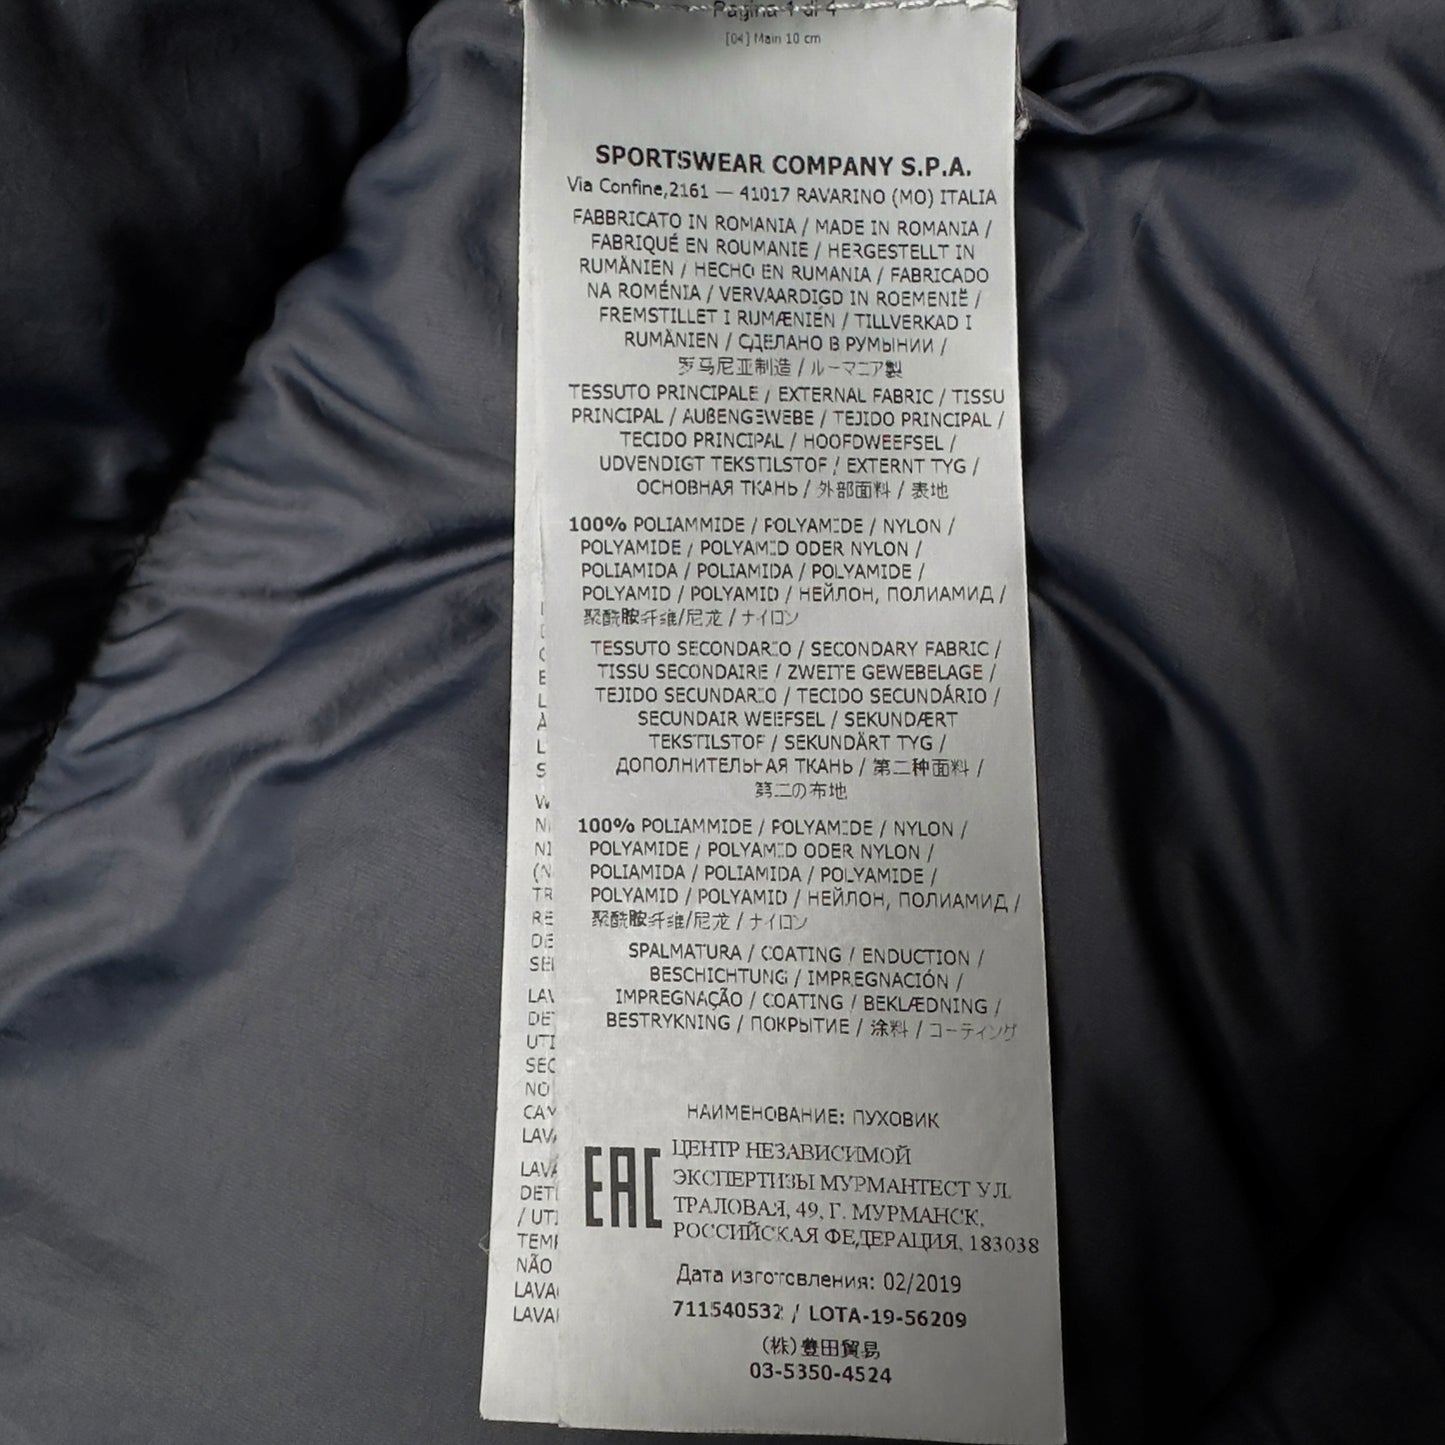 Pagina 1 di 4
[04] Main 10 cm
SPORTSWEAR COMPANY S.P.A.
Via Confine,2161 — 41017 RAVARINO (MO) ITALIA
FABBRICATO IN ROMANIA / MADE IN ROMANIA /
FABRIQUÉ EN ROUMANIE / HERGESTELLT IN
RUMÄNIEN / HECHO EN RUMANIA / FABRICADO
NA ROMÉNIA / VERVAARDIGD IN ROEMENIË /
FREMSTILLET I RUMÆNIEN / TILLVERKAD I
RUMÄNIEN / СДЕЛАНО В РУМЫНИИ /
罗马尼亚制造 / ルーマニア製
TESSUTO PRINCIPALE / EXTERNAL FABRIC / TISSU
PRINCIPAL / AUßENGEWEBE / TEJIDO PRINCIPAL /
TECIDO PRINCIPAL / HOOFDWEEFSEL /
UDVENDIGT TEKSTILSTOF / EXTERNT TYG /
ОСНОВНАЯ ТКАНЬ / 外部面料 / 表地
100% POLIAMMIDE / POLYAMIDE / NYLON /
POLYAMIDE / POLYAMID ODER NYLON /
POLIAMIDA / POLIAMIDA / POLYAMIDE /
POLYAMID / POLYAMID / НЕЙЛОН, ПОЛИАМИД /
聚酰胺纤维/尼龙 / ナイロン
TESSUTO SECONDARIO / SECONDARY FABRIC /
TISSU SECONDAIRE / ZWEITE GEWEBELAGE /
TEJIDO SECUNDARIO / TECIDO SECUNDÁRIO /
SECUNDAIR WEEFSEL / SEKUNDÆRT
TEKSTILSTOF / SEKUNDÄRT TYG /
ДОПОЛНИТЕЛЬНАЯ ТКАНЬ / 第二种面料 /
第二の布地
100% POLIAMMIDE / POLYAMIDE / NYLON /
POLYAMIDE / POLYAMID ODER NYLON /
POLIAMIDA / POLIAMIDA / POLYAMIDE /
POLYAMID / POLYAMID / НЕЙЛОН, ПОЛИАМИД /
聚酰胺纤维/尼龙 / ナイロン
SPALMATURA / COATING / ENDUCTION /
BESCHICHTUNG / IMPREGNACIÓN /
IMPREGNAÇÃO / COATING / BEKLÆDNING /
BESTRYKNING / ПОКРЫТИЕ / 涂料 / コーティング
НАИМЕНОВАНИЕ: ПУХОВИК
EAC
ЦЕНТР НЕЗАВИСИМОЙ
ЭКСПЕРТИЗЫ МУРМАНТЕСТ УЛ.
ТРАЛОВАЯ, 49, Г. МУРМАНСК,
РОССИЙСКАЯ ФЕДЕРАЦИЯ, 183038
Дата изготовления: 02/2019
711540532 / LOTA-19-56209
(株)豊田貿易
03-5350-4524